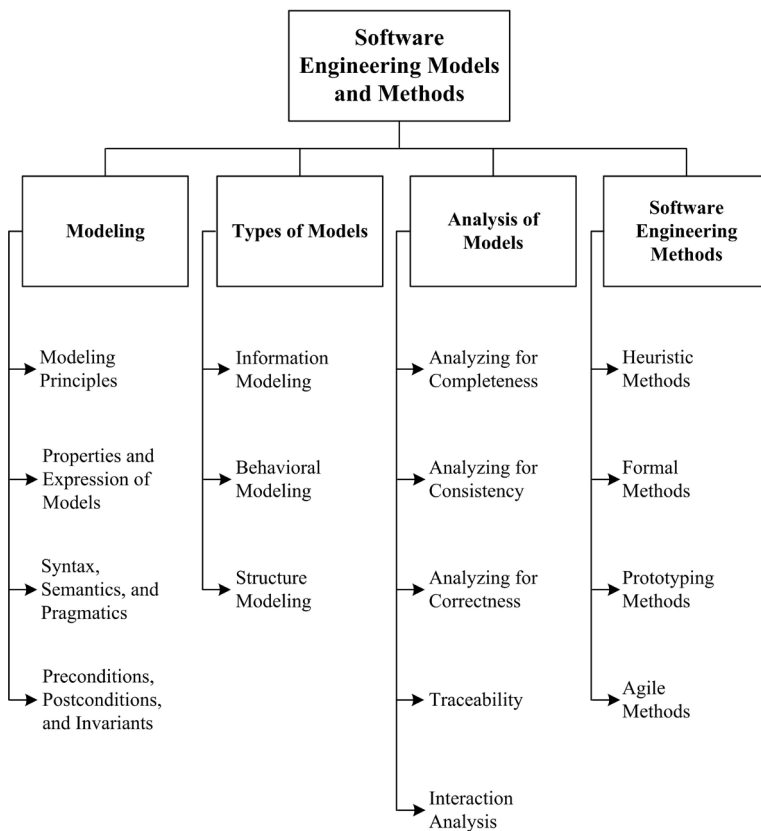 Software
Engineering Models
and Methods
Modeling
Types of Models
Analysis of
Models
Software
Engineering
Methods
Modeling
Principles
Properties and
Expression of
Models
Syntax,
Semantics, and
Pragmatics
Preconditions,
Postconditions,
and Invariants
Information
Modeling
Behavioral
Modeling
Structure
Modeling
Analyzing for
Completeness
Analyzing for
Consistency
Analyzing for
Correctness
Traceability
Interaction
Analysis
Heuristic
Methods
Formal
Methods
Prototyping
Methods
Agile
Methods